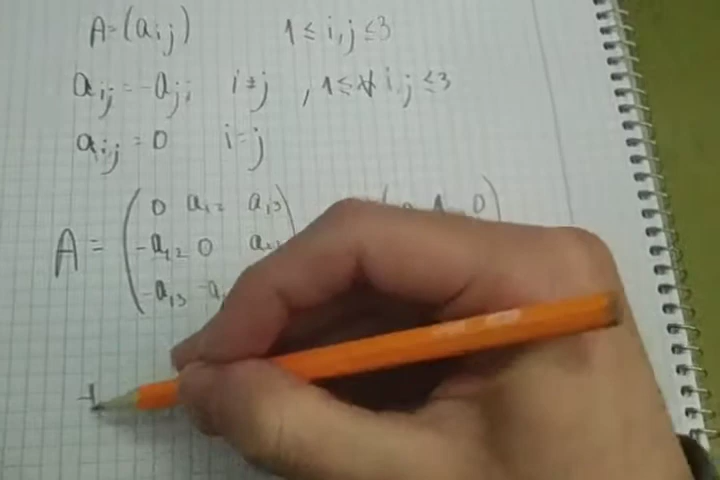 A=(aij) 1 ≤ i,j ≤ 3
aij = -aji i ≠ j , 1 ≤ ∀ i,j ≤ 3
aij = 0 i = j
A = ( 0 a12 a13 )
-a12 0
-a13